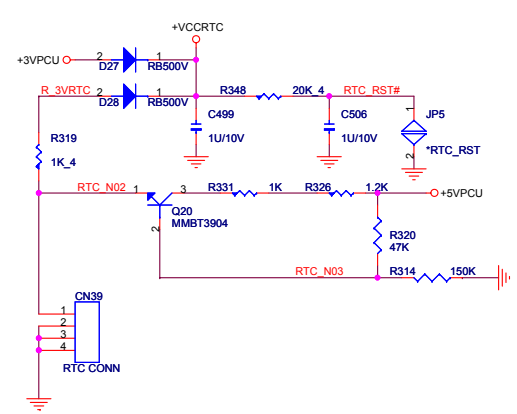 +VCCRTC
+3VPCU 2 D27 1 RB500V
R_3VRTC 2 D28 1 RB500V
R348 20K_4 RTC_RST#
C499 1U/10V
C506 1U/10V
JP5 1 2 *RTC_RST
R319 1K_4
RTC_N02 1 3 R331 1K R326 1.2K +5VPCU
Q20 MMBT3904 2
R320 47K
RTC_N03 R314 150K
CN39
1
2
3
4
RTC CONN